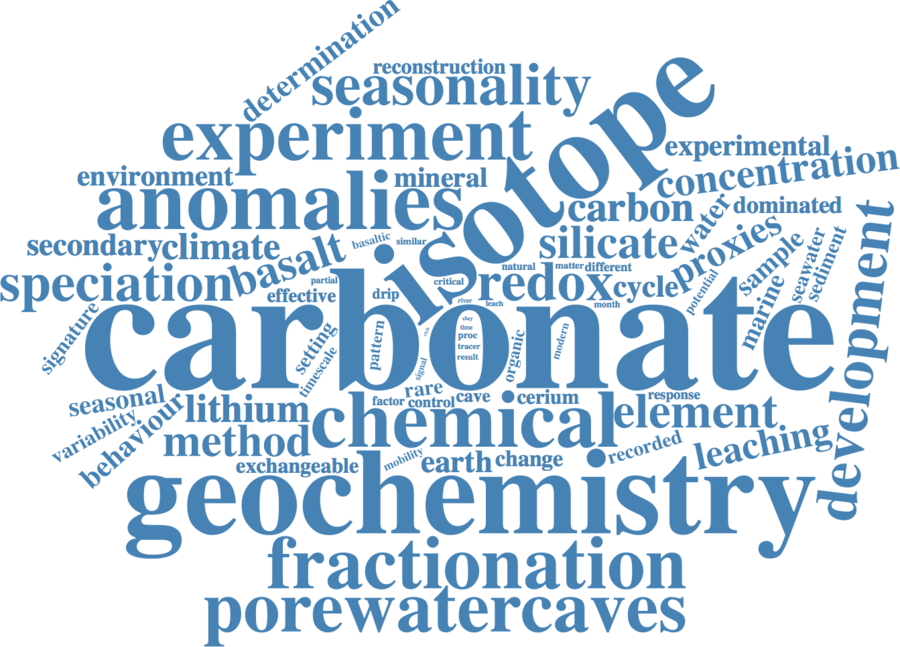 determination
reconstruction
seasonality
isotope
experiment
experimental
concentration
environment
mineral
anomalies
carbon
water
dominated
development
secondary
climate
basaltic
similar
silicate
proxies
seawater
sediment
sample
basalt
speciation
partial
critical
natural
matter
different
redox
cycle
potential
marine
effective
drip
river
leach
month
carbonate
signature
setting
timescale
pattern
clay
time
proc
tracer
result
rich
signal
organic
modern
seasonal
variability
behaviour
lithium
factor
control
rare
cave
cerium
response
chemical
element
method
recorded
leaching
exchangeable
mobility
earth
change
geochemistry
fractionation
porewater
caves